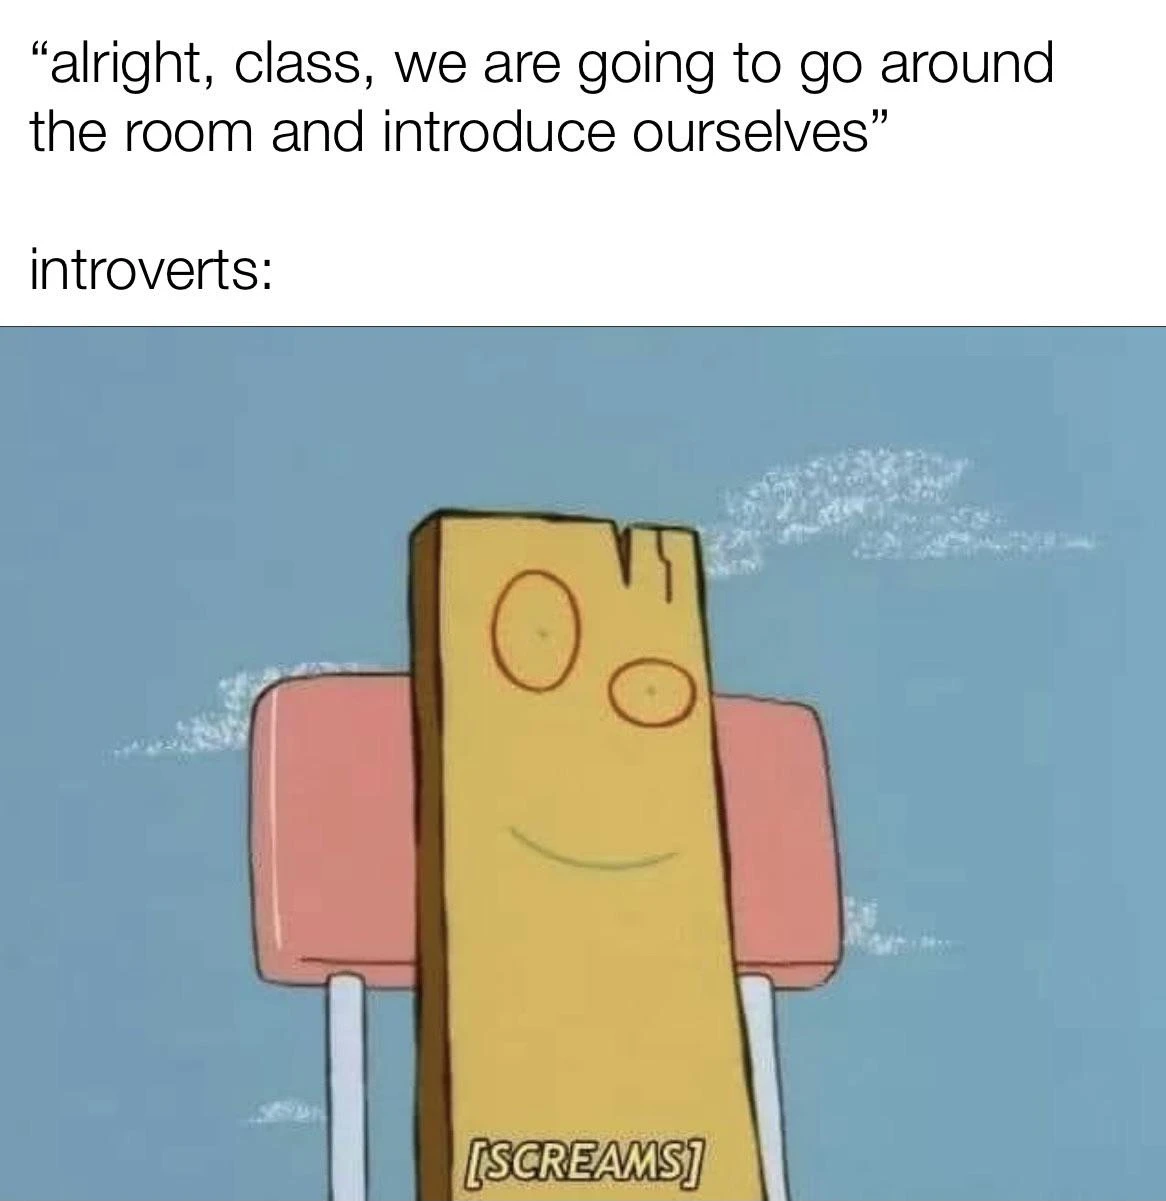 “alright, class, we are going to go around
the room and introduce ourselves”
introverts:
[SCREAMS]